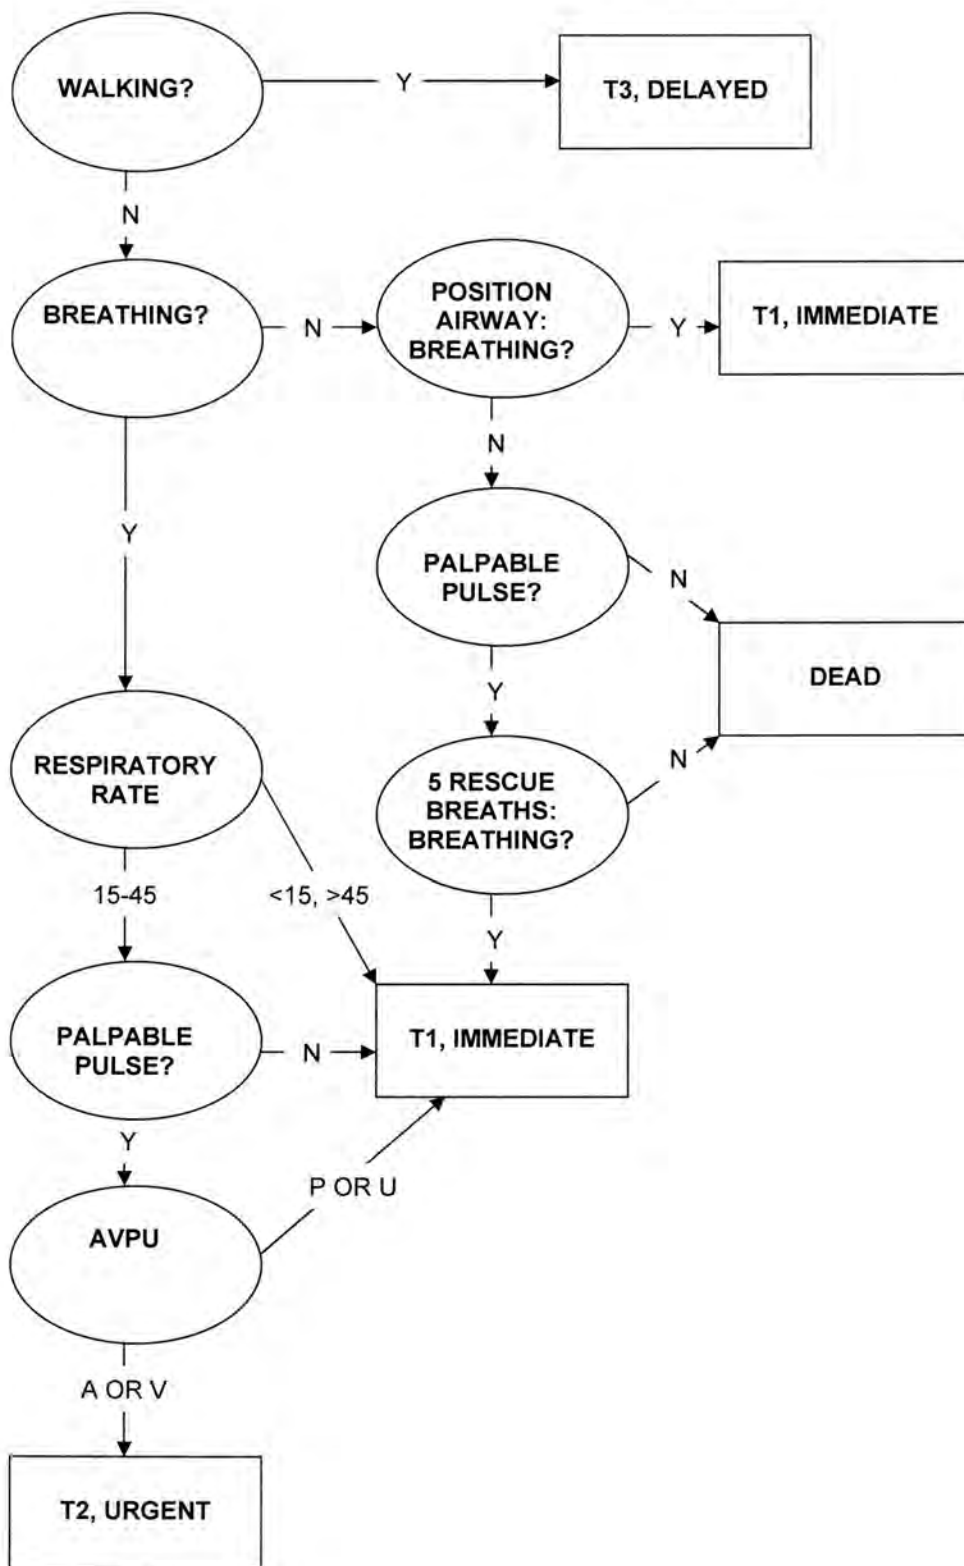 WALKING?
Y
T3, DELAYED
N
BREATHING?
N
POSITION
AIRWAY:
BREATHING?
Y
T1, IMMEDIATE
N
Y
PALPABLE
PULSE?
N
DEAD
Y
RESPIRATORY
RATE
5 RESCUE
BREATHS:
BREATHING?
N
15-45
<15, >45
Y
PALPABLE
PULSE?
N
T1, IMMEDIATE
Y
P OR U
AVPU
A OR V
T2, URGENT